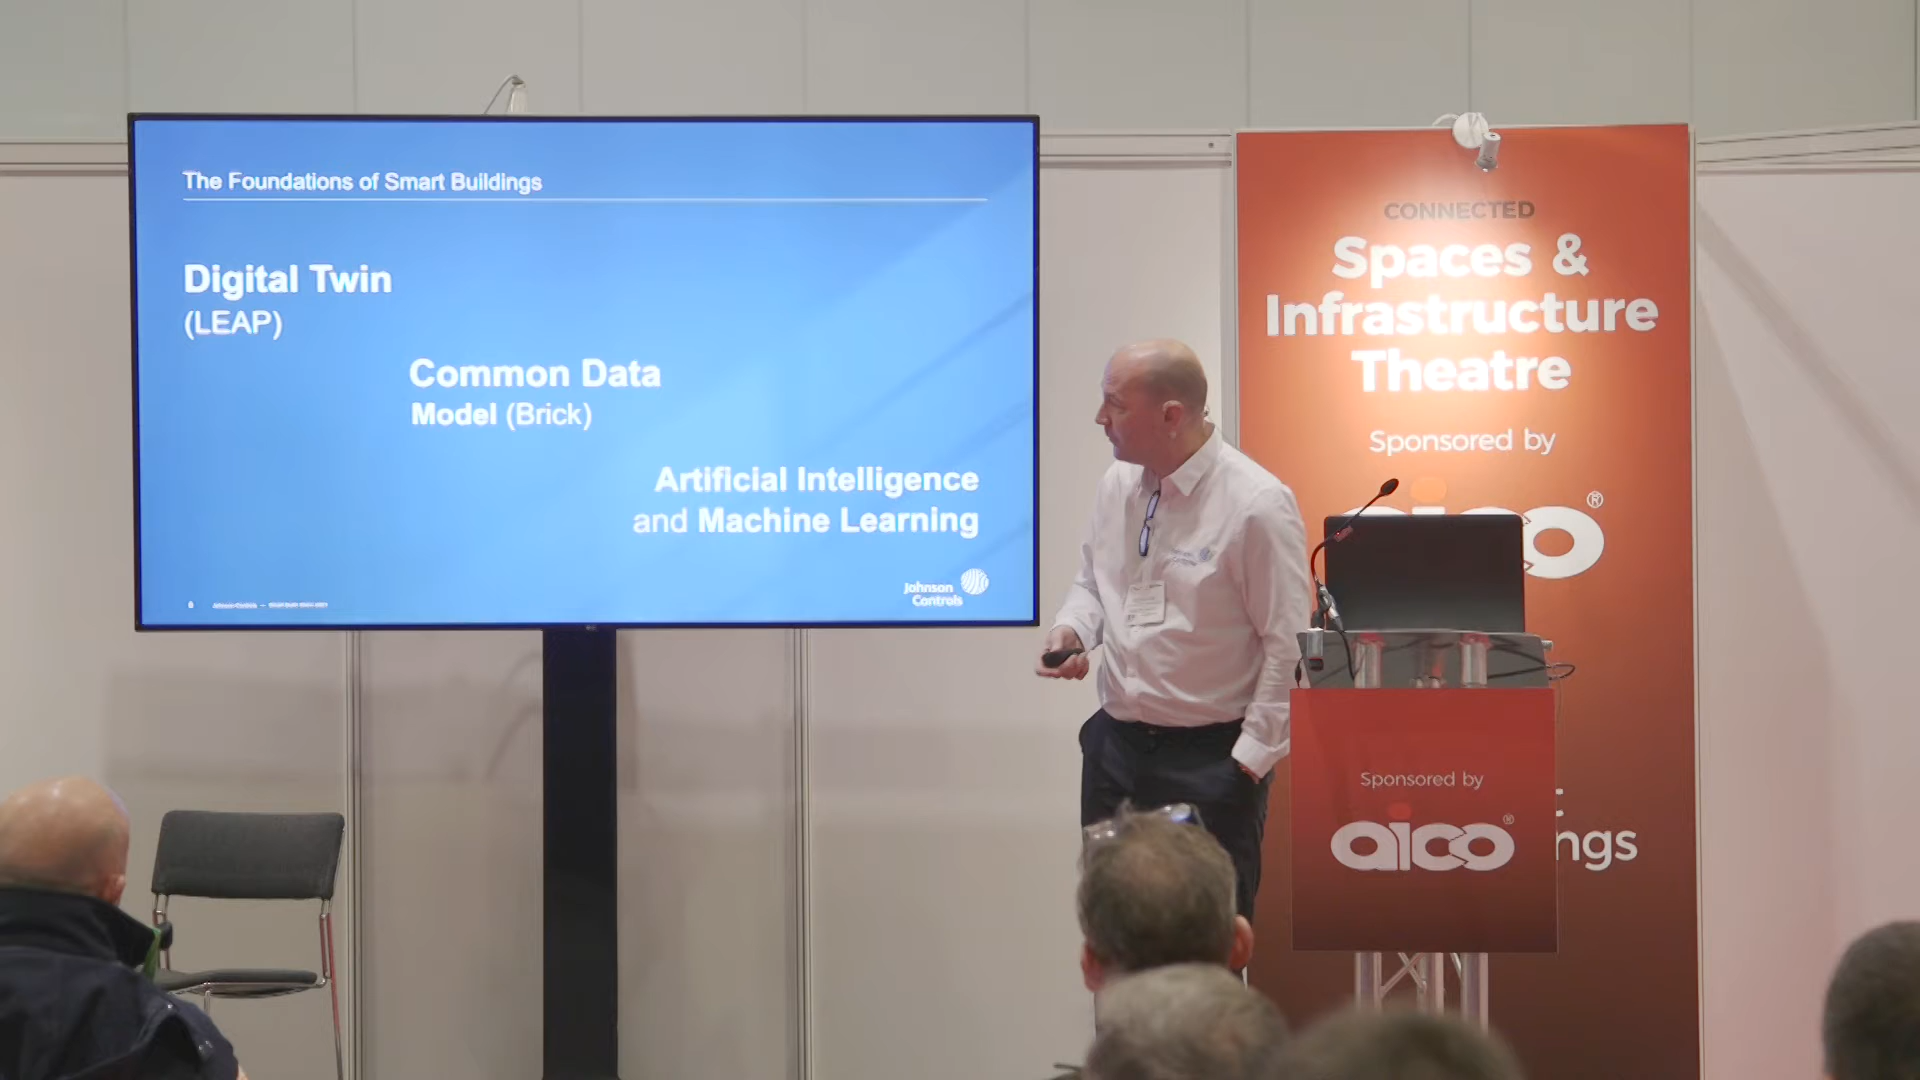 The Foundations of Smart Buildings
Digital Twin
(LEAP)
Common Data
Model (Brick)
Artificial Intelligence
and Machine Learning
Johnson
Controls
CONNECTED
Spaces &
Infrastructure
Theatre
Sponsored by
aico®
ngs
Sponsored by
aico®